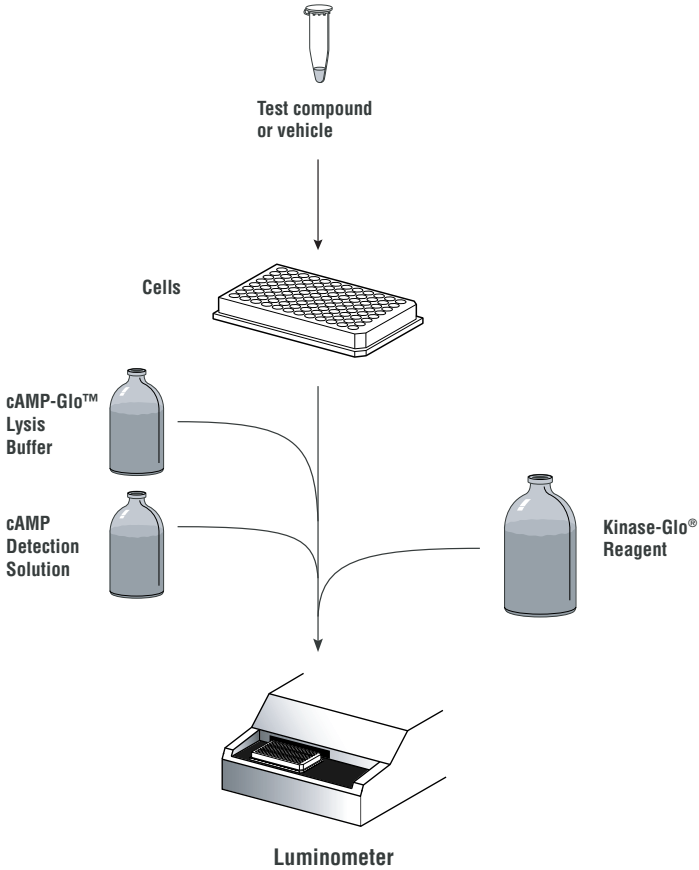 Test compound
or vehicle
Cells
cAMP-Glo™
Lysis
Buffer
cAMP
Detection
Solution
Kinase-Glo®
Reagent
Luminometer